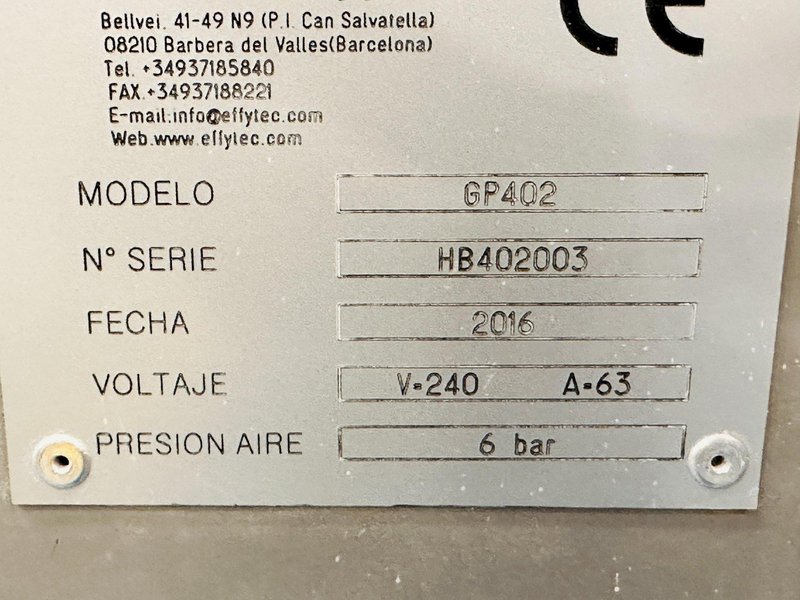 Bellvei. 41-49 N9 (P.I. Can Salvatella)
08210 Barbera del Valles(Barcelona)
Tel. +34937185840
FAX.+34937188221
E-mail.info@effytec.com
Web.www.effytec.com
CE
MODELO GP402
Nº SERIE HB402003
FECHA 2016
VOLTAJE V=240 A=63
PRESION AIRE 6 bar